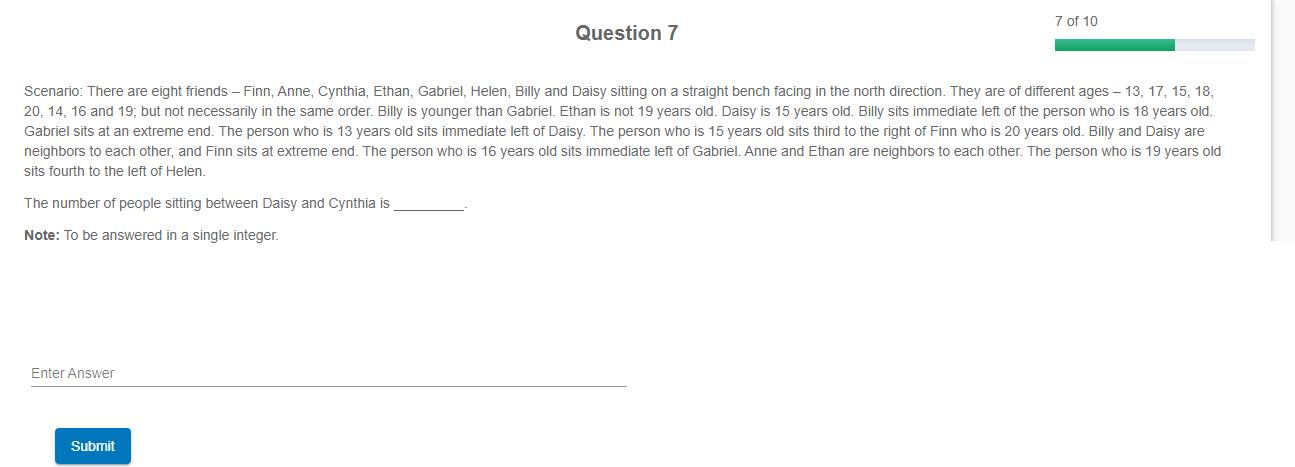 Question 7
7 of 10
Scenario: There are eight friends – Finn, Anne, Cynthia, Ethan, Gabriel, Helen, Billy and Daisy sitting on a straight bench facing in the north direction. They are of different ages – 13, 17, 15, 18,
20, 14, 16 and 19; but not necessarily in the same order. Billy is younger than Gabriel. Ethan is not 19 years old. Daisy is 15 years old. Billy sits immediate left of the person who is 18 years old.
Gabriel sits at an extreme end. The person who is 13 years old sits immediate left of Daisy. The person who is 15 years old sits third to the right of Finn who is 20 years old. Billy and Daisy are
neighbors to each other, and Finn sits at extreme end. The person who is 16 years old sits immediate left of Gabriel. Anne and Ethan are neighbors to each other. The person who is 19 years old
sits fourth to the left of Helen.
The number of people sitting between Daisy and Cynthia is _________.
Note: To be answered in a single integer.
Enter Answer
Submit